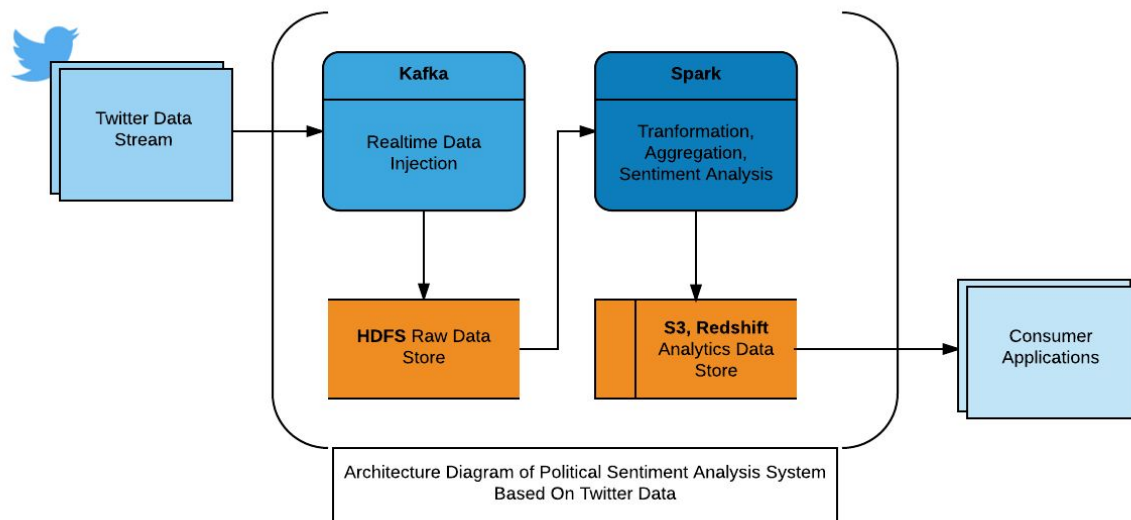 Twitter Data
Stream
Kafka
Realtime Data
Injection
Spark
Tranformation,
Aggregation,
Sentiment Analysis
HDFS Raw Data
Store
S3, Redshift
Analytics Data
Store
Consumer
Applications
Architecture Diagram of Political Sentiment Analysis System
Based On Twitter Data